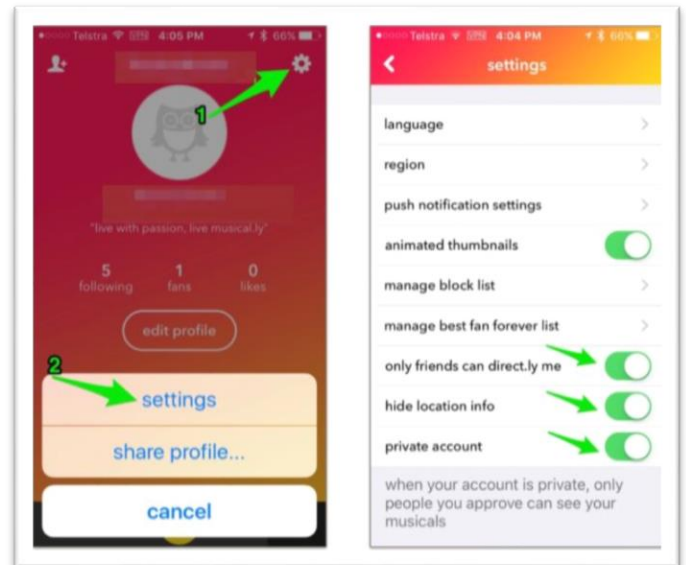 Telstra 4:05 PM 66%
1
"live with passion, live musical.ly"
5 1 0
following fans likes
edit profile
2
settings
share profile...
cancel
Telstra 4:04 PM 66%
settings
language
region
push notification settings
animated thumbnails
manage block list
manage best fan forever list
only friends can direct.ly me
hide location info
private account
when your account is private, only
people you approve can see your
musicals